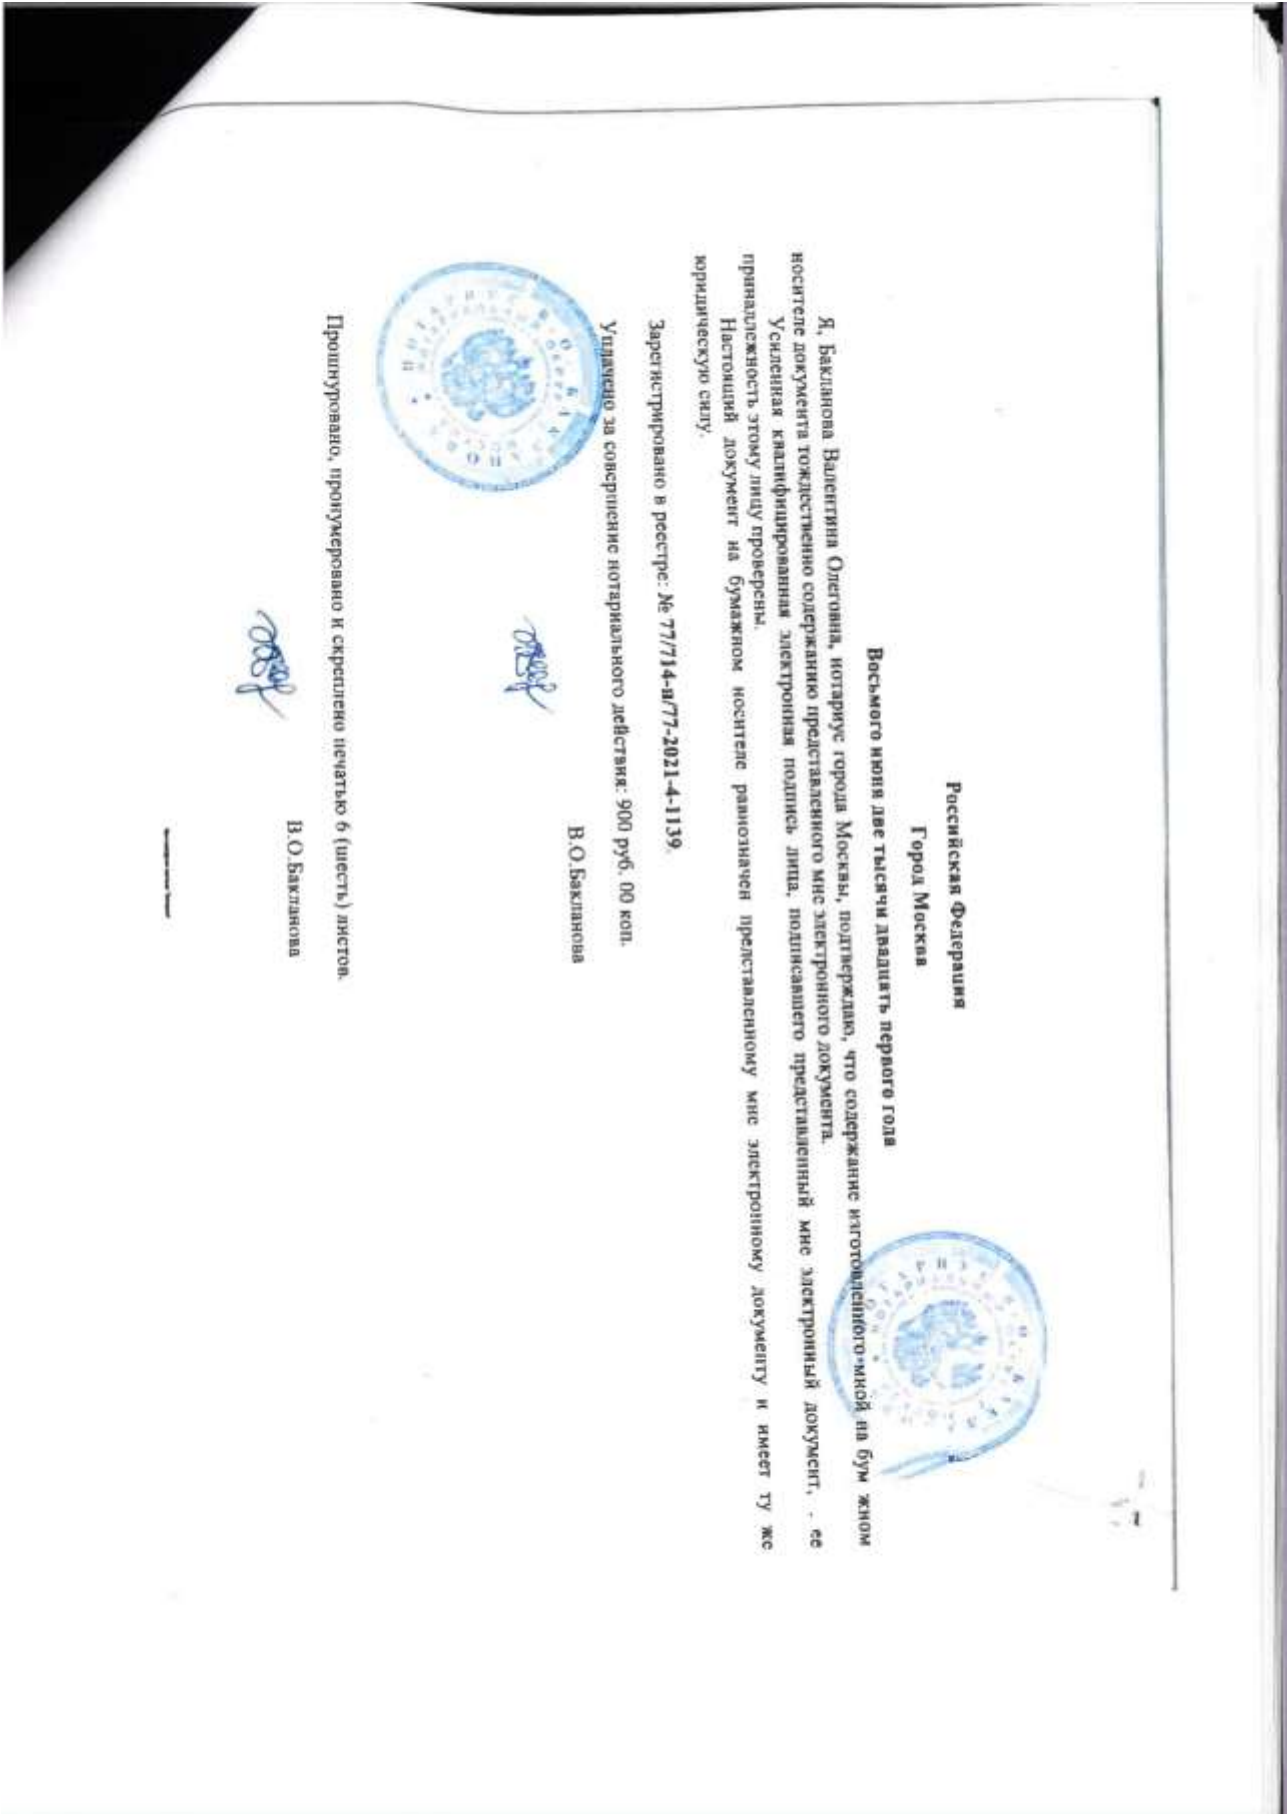 Российская Федерация
Город Москва
Восьмого июня две тысячи двадцать первого года
Я, Бакланова Валентина Олеговна, нотариус города Москвы, подтверждаю, что содержание изготовленного мной на бум жном
носителе документа тождественно содержанию представленного мне электронного документа.
Усиленная квалифицированная электронная подпись лица, подписавшего представленный мне электронный документ, - ее
принадлежность этому лицу проверены.
Настоящий документ на бумажном носителе равнозначен представленному мне электронному документу и имеет ту же
юридическую силу.
Зарегистрировано в реестре: № 77/714-н/77-2021-4-1139.
Уплачено за совершение нотариального действия: 900 руб. 00 коп.
В.О.Бакланова
Прошнуровано, пронумеровано и скреплено печатью 6 (шесть) листов.
В.О.Бакланова